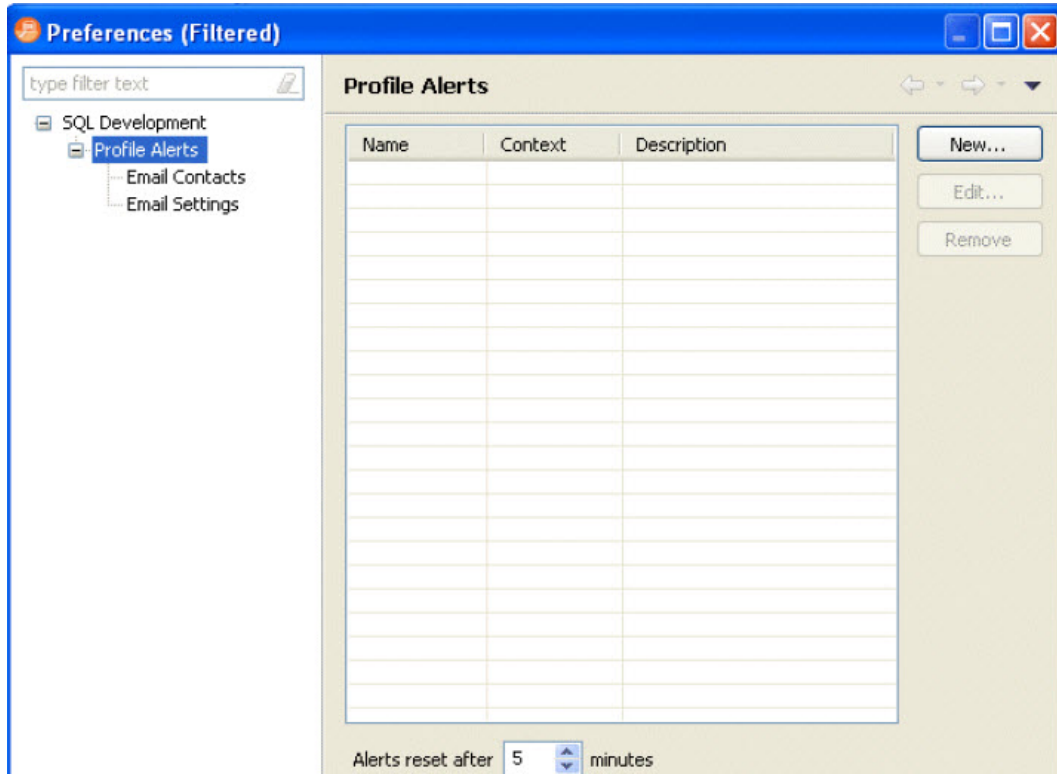 Preferences (Filtered)
type filter text
SQL Development
Profile Alerts
Email Contacts
Email Settings
Profile Alerts
Name Context Description
New...
Edit...
Remove
Alerts reset after 5 minutes